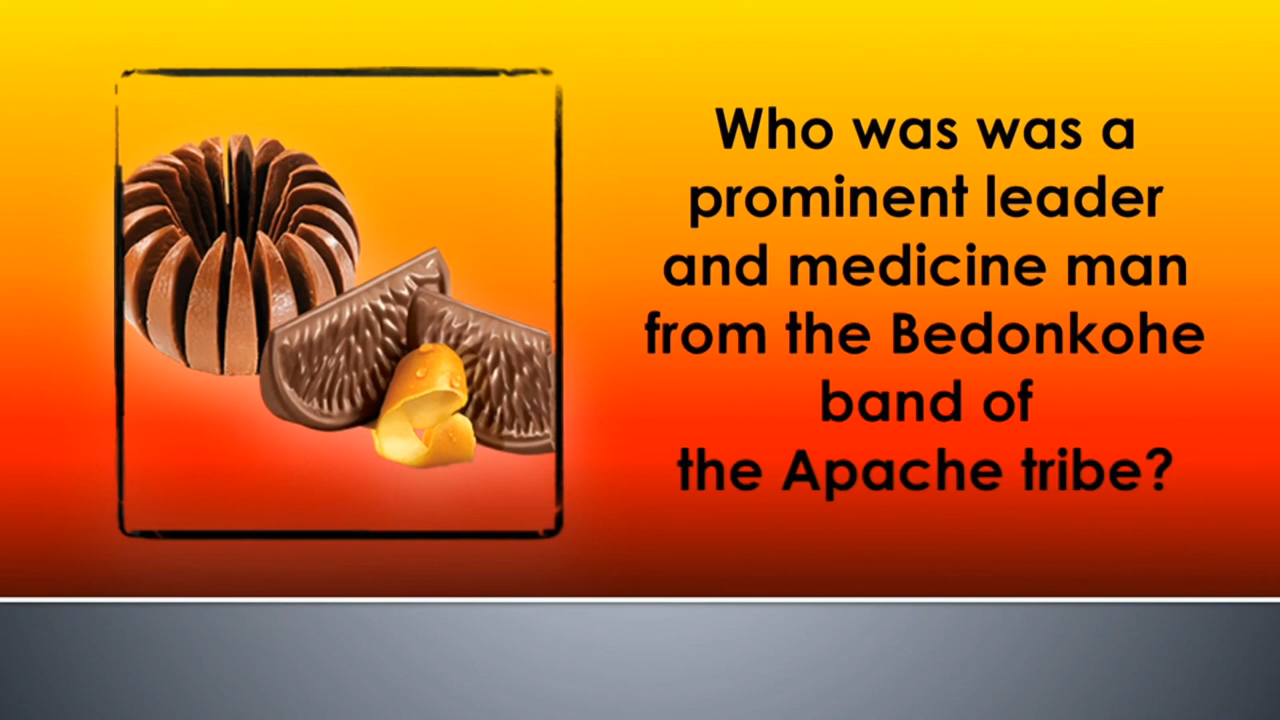 Who was was a
prominent leader
and medicine man
from the Bedonkohe
band of
the Apache tribe?